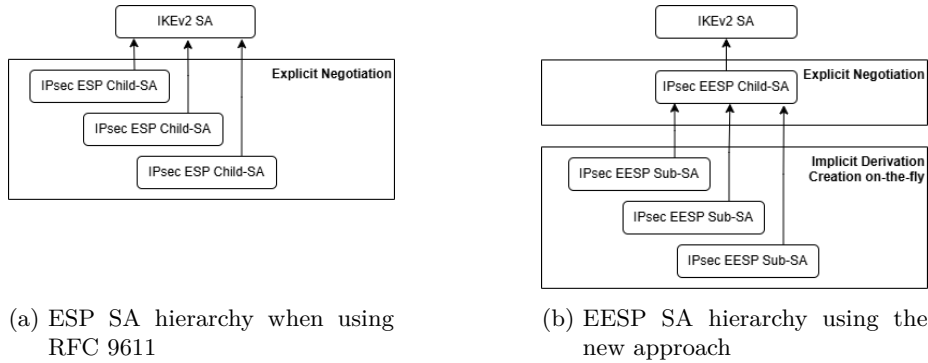 IKEv2 SA
Explicit Negotiation
IPsec ESP Child-SA
IPsec ESP Child-SA
IPsec ESP Child-SA
(a) ESP SA hierarchy when using
RFC 9611
IKEv2 SA
Explicit Negotiation
IPsec EESP Child-SA
Implicit Derivation
Creation on-the-fly
IPsec EESP Sub-SA
IPsec EESP Sub-SA
IPsec EESP Sub-SA
(b) EESP SA hierarchy using the
new approach